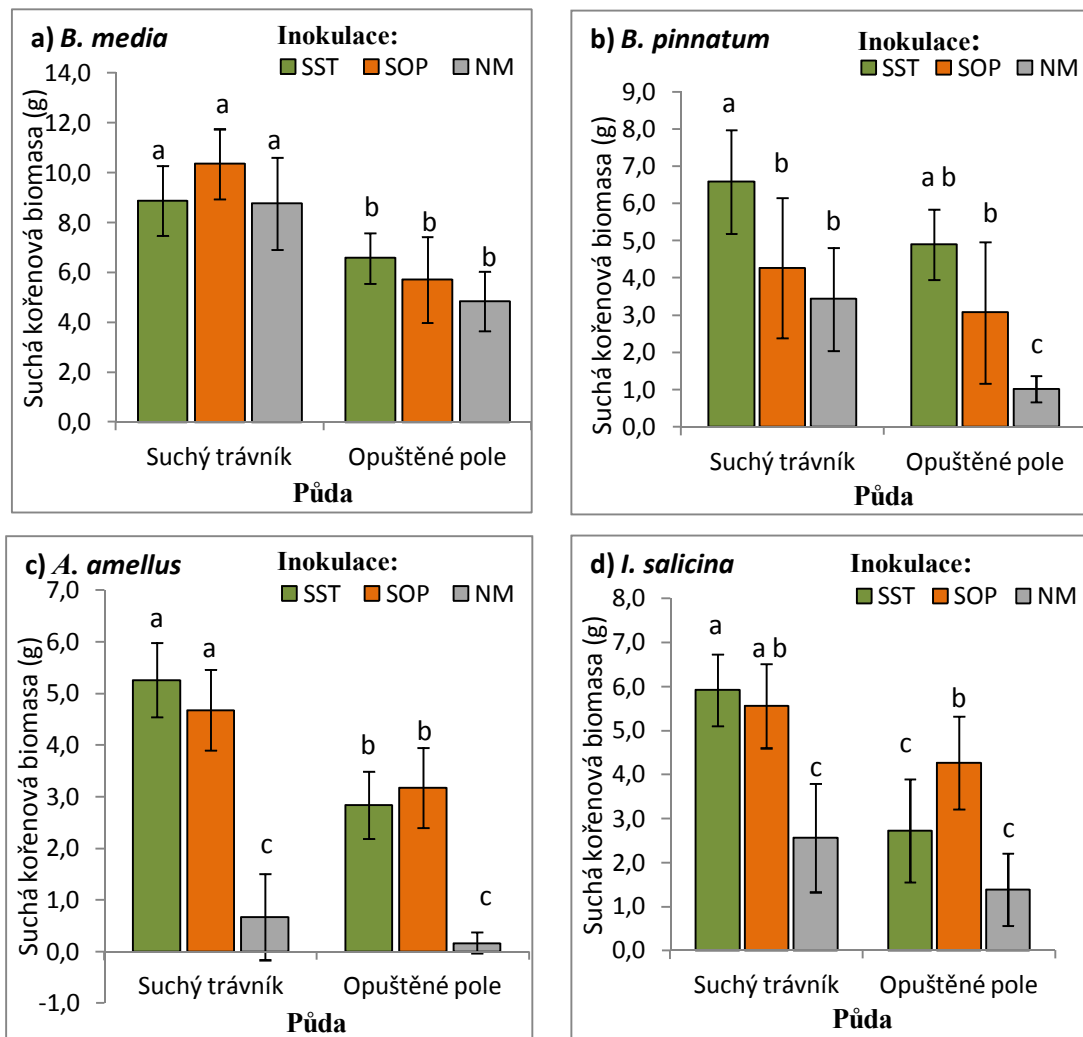 a) B. media
Inokulace:
SST SOP NM
Suchá kořenová biomasa (g)
14,0
12,0
10,0
8,0
6,0
4,0
2,0
0,0
a
a
a
b
b
b
Suchý trávník
Opuštěné pole
Půda
b) B. pinnatum
Inokulace:
SST SOP NM
Suchá kořenová biomasa (g)
9,0
8,0
7,0
6,0
5,0
4,0
3,0
2,0
1,0
0,0
a
b
b
a b
b
c
Suchý trávník
Opuštěné pole
Půda
c) A. amellus
Inokulace:
SST SOP NM
Suchá kořenová biomasa (g)
7,0
6,0
5,0
4,0
3,0
2,0
1,0
0,0
-1,0
a
a
c
b
b
c
Suchý trávník
Opuštěné pole
Půda
d) I. salicina
Inokulace:
SST SOP NM
Suchá kořenová biomasa (g)
8,0
7,0
6,0
5,0
4,0
3,0
2,0
1,0
0,0
a
a b
c
c
b
c
Suchý trávník
Opuštěné pole
Půda